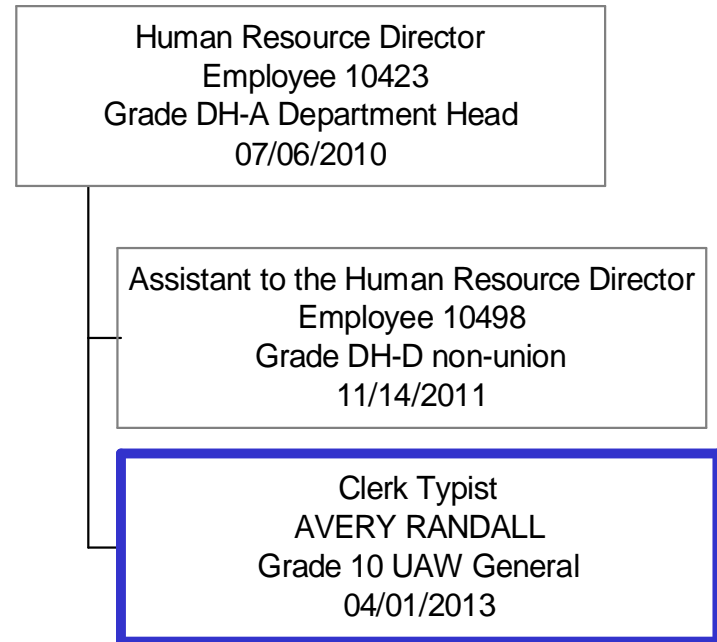 Human Resource Director
Employee 10423
Grade DH-A Department Head
07/06/2010
Assistant to the Human Resource Director
Employee 10498
Grade DH-D non-union
11/14/2011
Clerk Typist
AVERY RANDALL
Grade 10 UAW General
04/01/2013